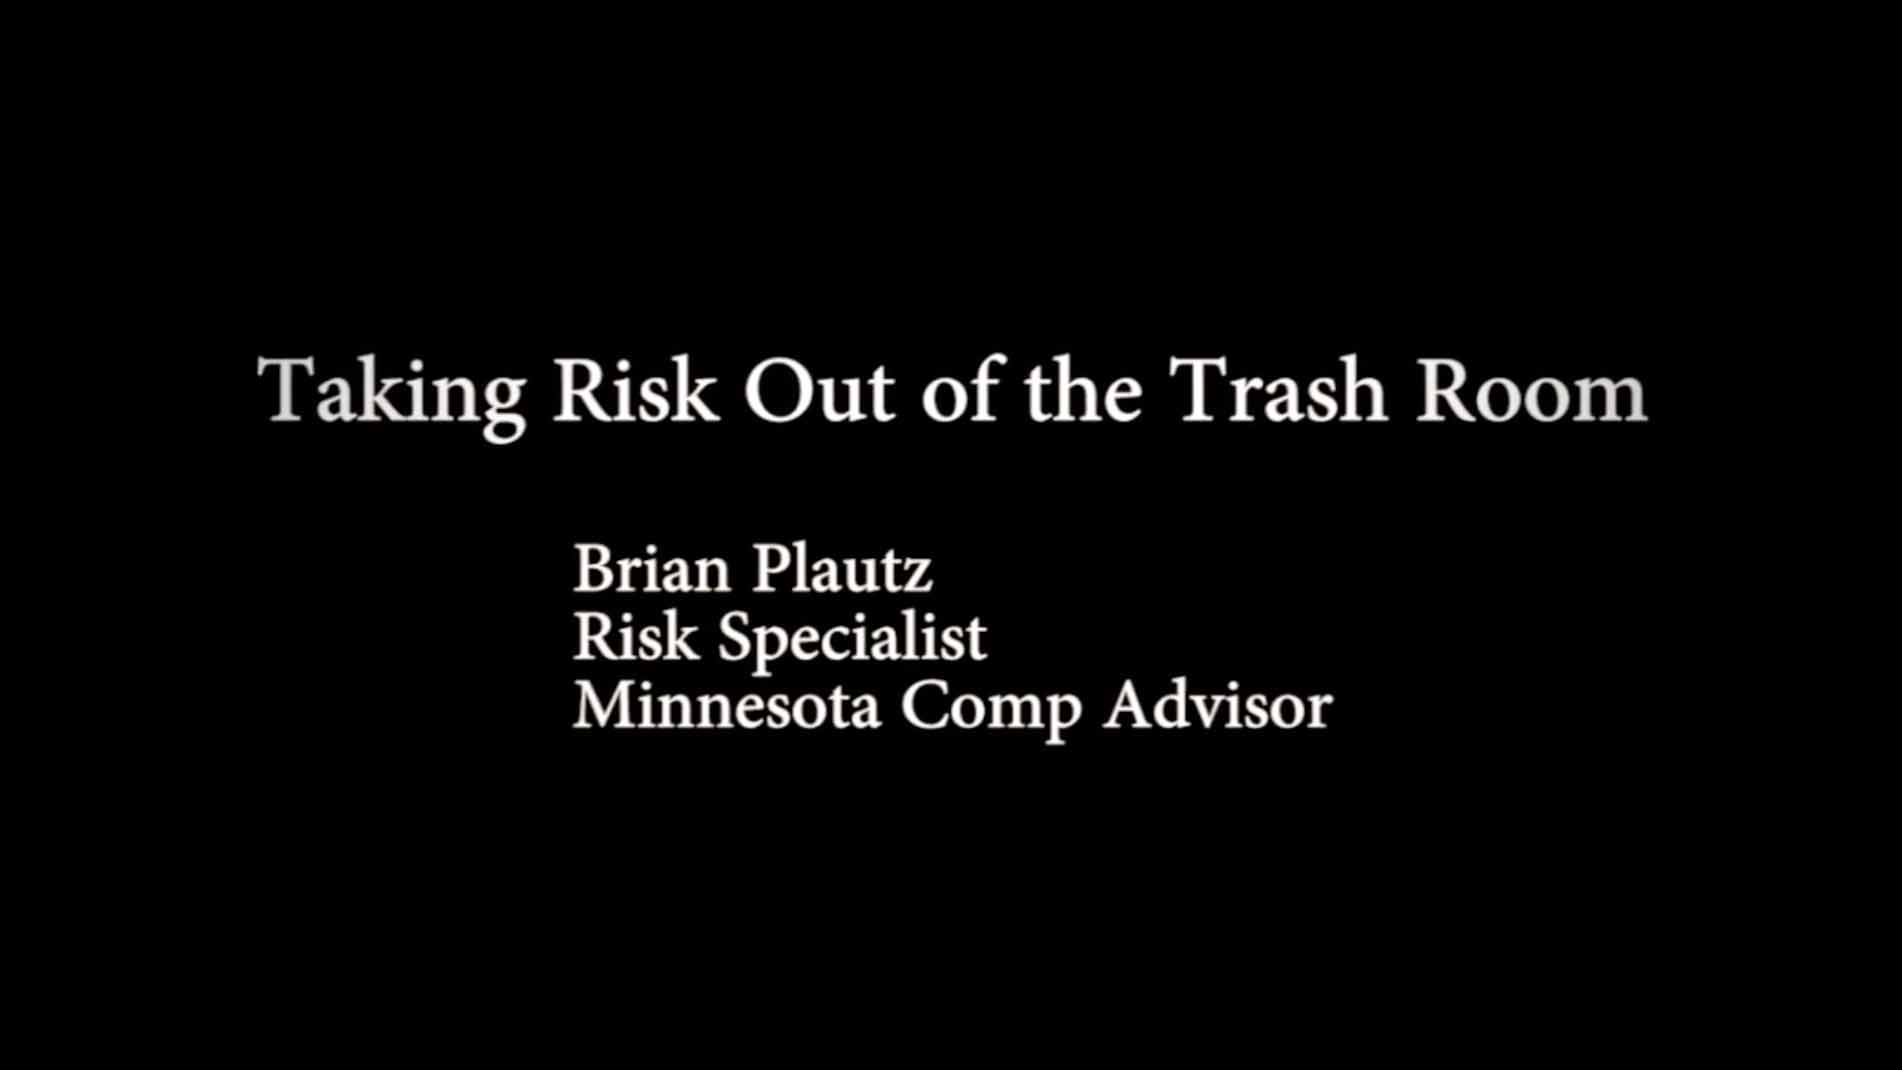 Taking Risk Out of the Trash Room
Brian Plautz
Risk Specialist
Minnesota Comp Advisor